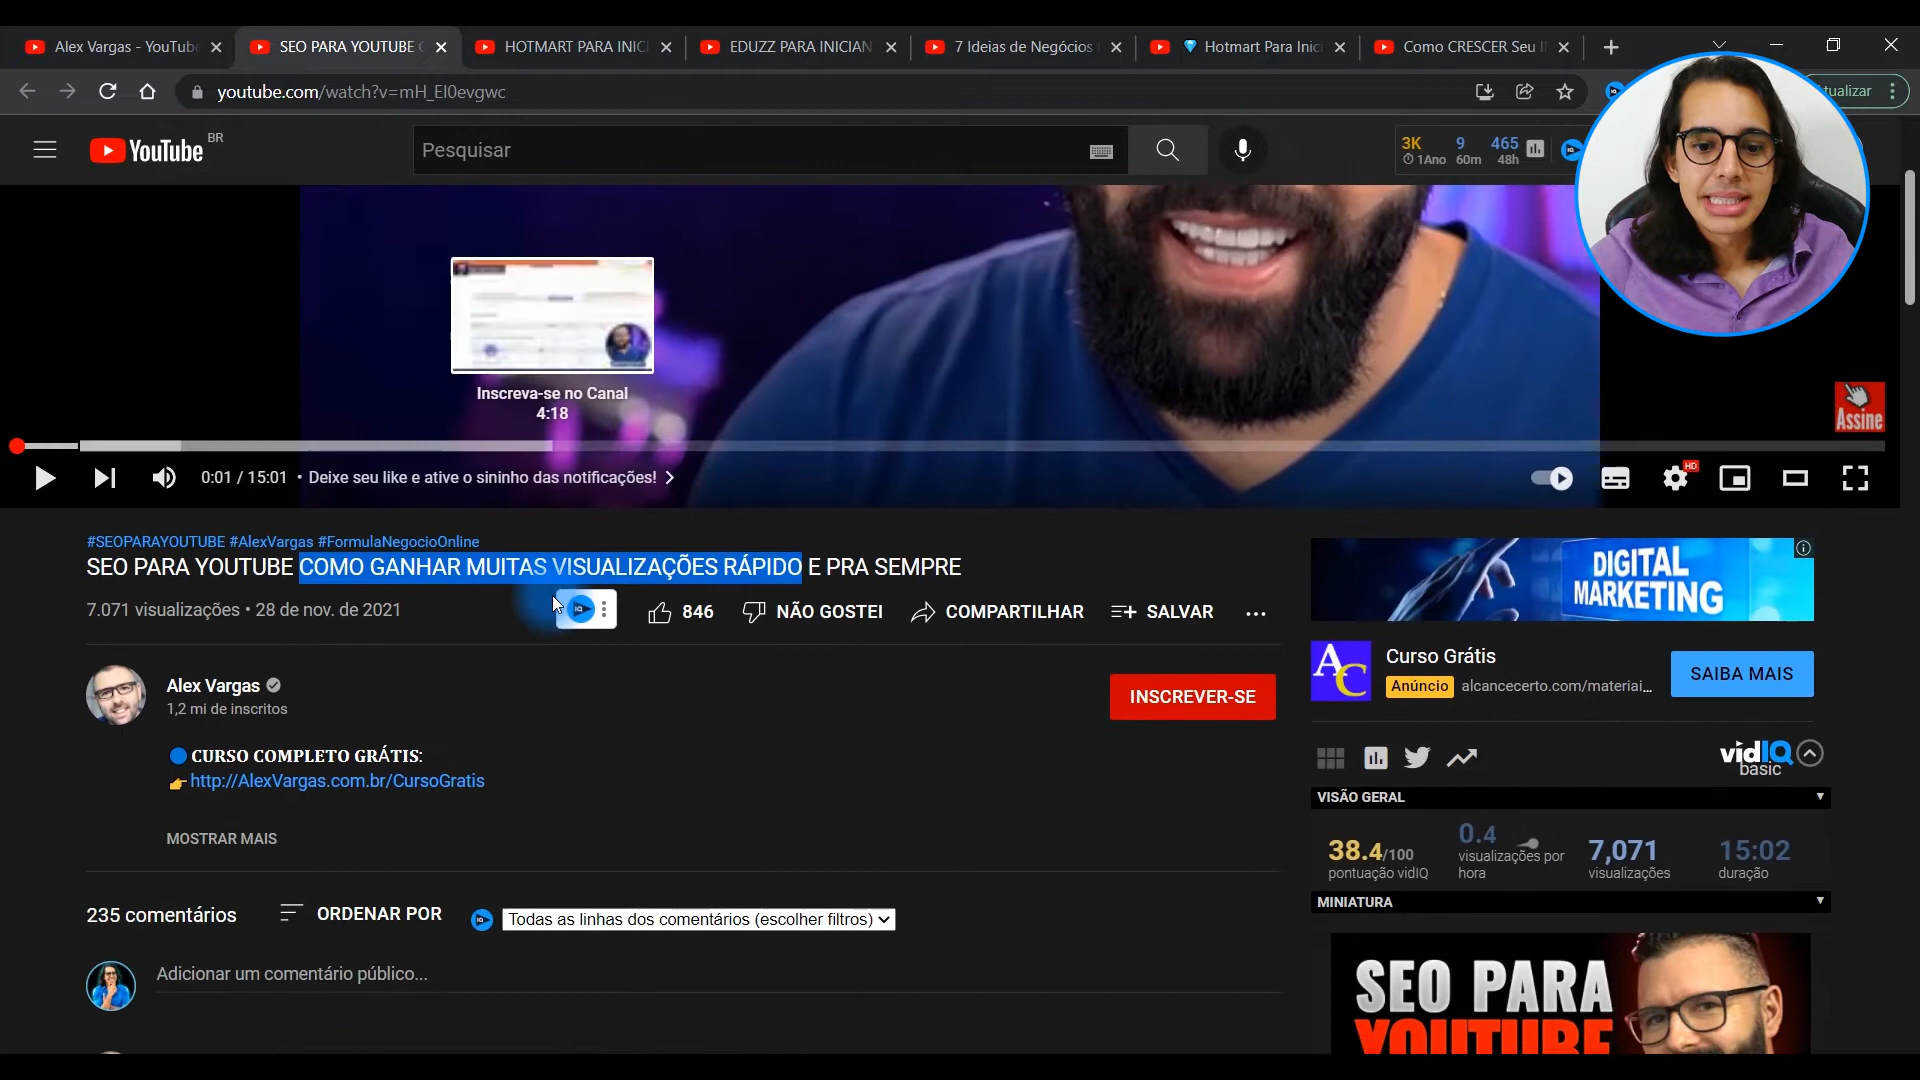 Alex Vargas - YouTube
SEO PARA YOUTUBE
HOTMART PARA INIC
EDUZZ PARA INICIAN
7 Ideias de Negócios
Hotmart Para Inic
Como CRESCER Seu
youtube.com/watch?v=mH_EI0evgwc
tualizar
YouTube BR
Pesquisar
3K 9 465
1Ano 60m 48h
Inscreva-se no Canal
4:18
Assine
0:01 / 15:01 • Deixe seu like e ative o sininho das notificações!
HD
#SEOPARAYOUTUBE #AlexVargas #FormulaNegocioOnline
SEO PARA YOUTUBE COMO GANHAR MUITAS VISUALIZAÇÕES RÁPIDO E PRA SEMPRE
7.071 visualizações • 28 de nov. de 2021
846
NÃO GOSTEI
COMPARTILHAR
SALVAR
Alex Vargas
1,2 mi de inscritos
INSCREVER-SE
CURSO COMPLETO GRÁTIS:
http://AlexVargas.com.br/CursoGratis
MOSTRAR MAIS
235 comentários
ORDENAR POR
Todas as linhas dos comentários (escolher filtros)
Adicionar um comentário público...
DIGITAL
MARKETING
AC
Curso Grátis
Anúncio alcancecerto.com/materiai...
SAIBA MAIS
vidIQ
basic
VISÃO GERAL
38.4/100
pontuação vidIQ
0.4
visualizações por
hora
7,071
visualizações
15:02
duração
MINIATURA
SEO PARA
YOUTUBE